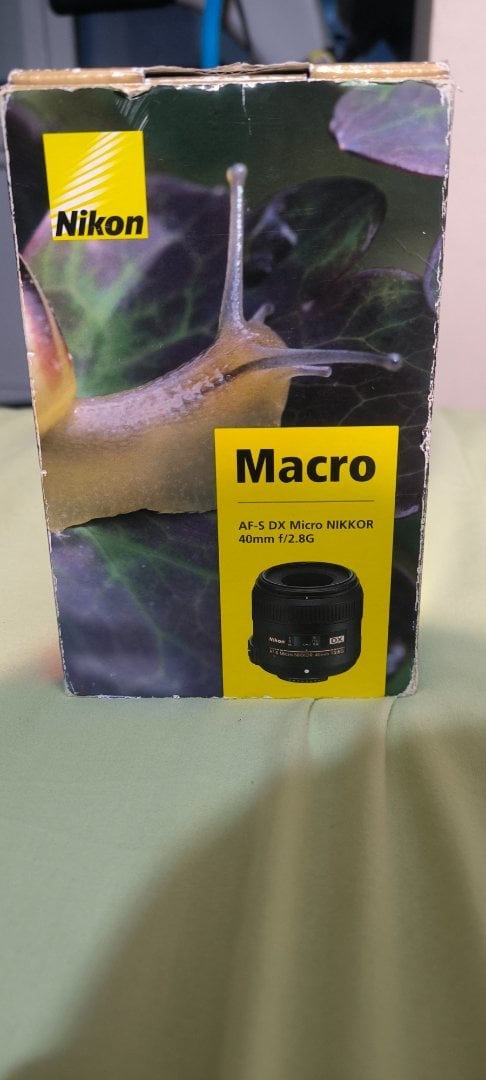 Nikon
Macro
AF-S DX Micro NIKKOR
40mm f/2.8G
Nikon
DX